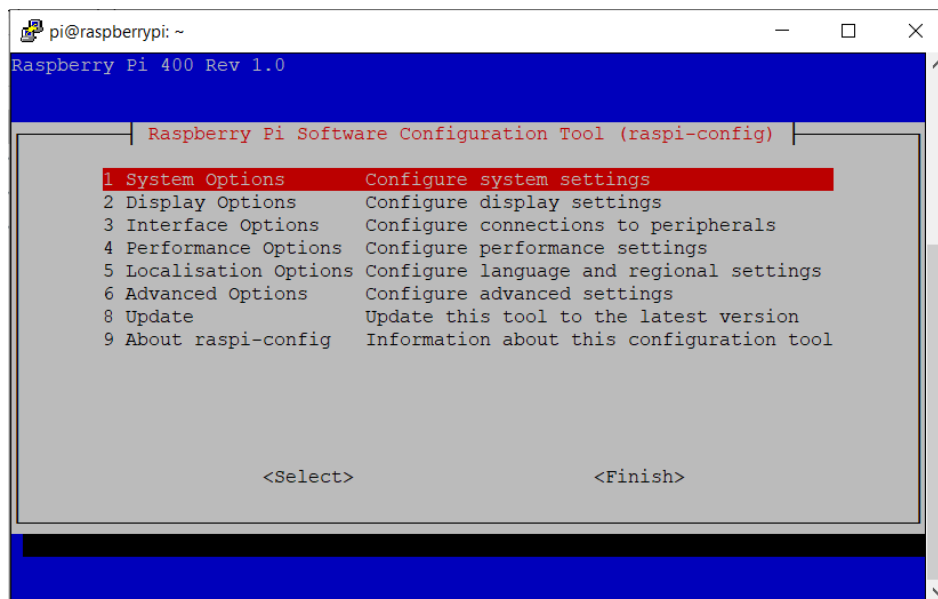 pi@raspberrypi: ~
Raspberry Pi 400 Rev 1.0
Raspberry Pi Software Configuration Tool (raspi-config)
1 System Options Configure system settings
2 Display Options Configure display settings
3 Interface Options Configure connections to peripherals
4 Performance Options Configure performance settings
5 Localisation Options Configure language and regional settings
6 Advanced Options Configure advanced settings
8 Update Update this tool to the latest version
9 About raspi-config Information about this configuration tool
<Select> <Finish>